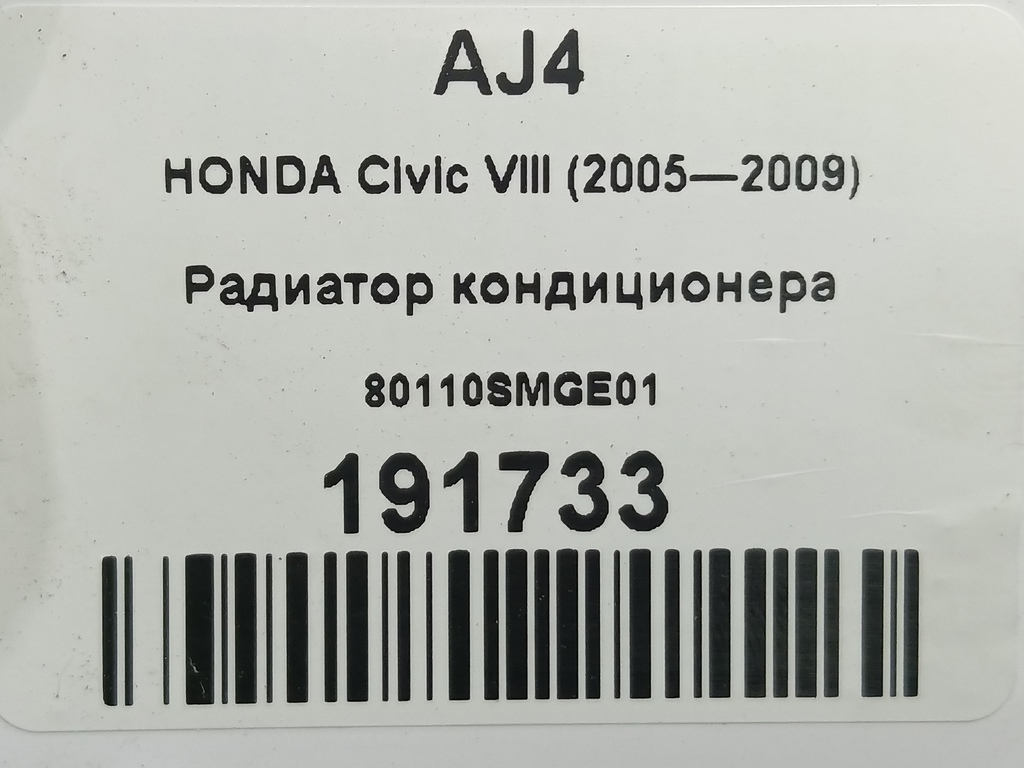 AJ4
HONDA Civic VIII (2005—2009)
Радиатор кондиционера
80110SMGE01
191733